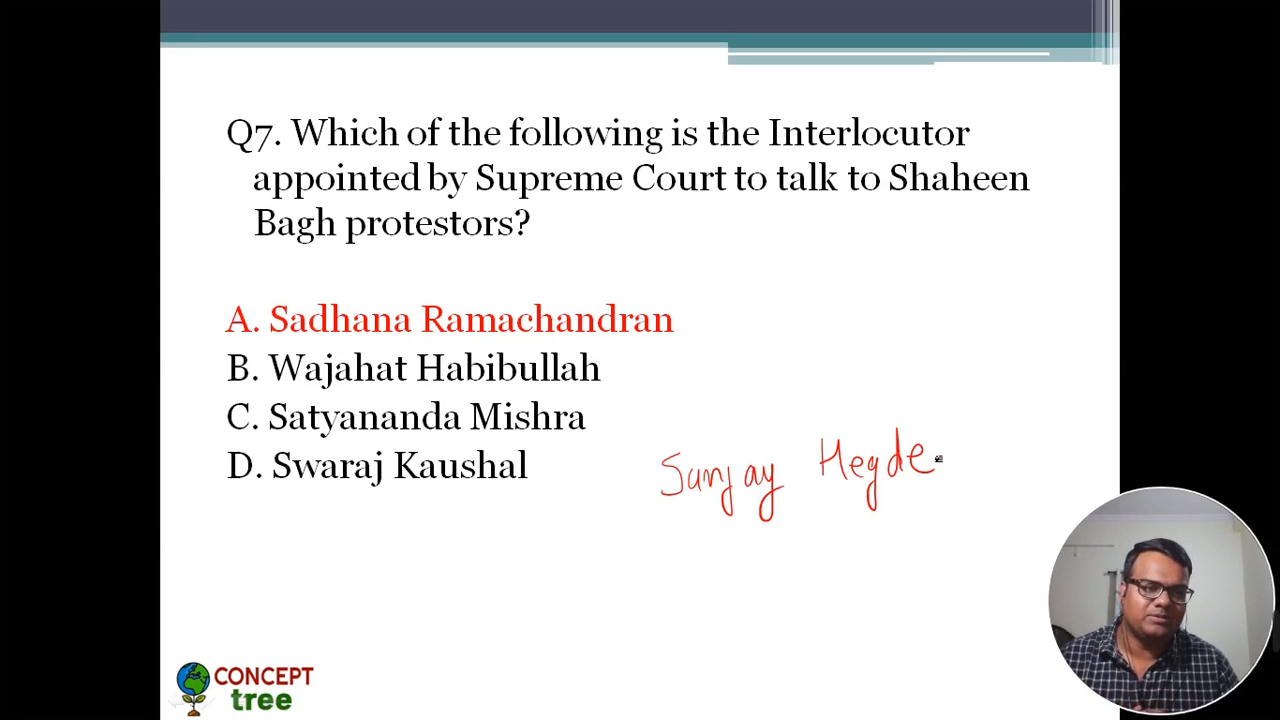 Q7. Which of the following is the Interlocutor
appointed by Supreme Court to talk to Shaheen
Bagh protestors?
A. Sadhana Ramachandran
B. Wajahat Habibullah
C. Satyananda Mishra
D. Swaraj Kaushal
Sanjay Hegde
CONCEPT
tree